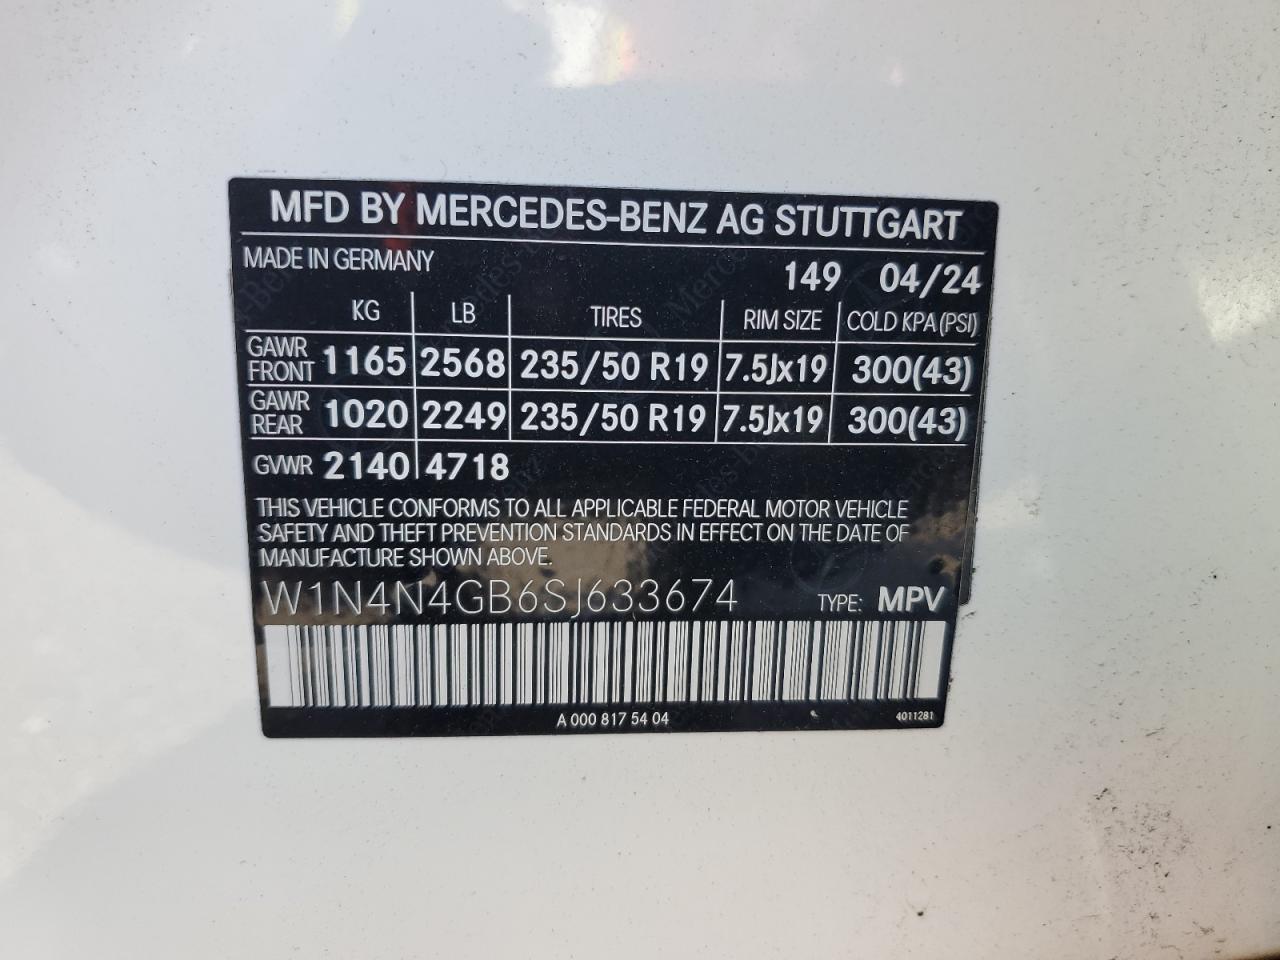 MFD BY MERCEDES-BENZ AG STUTTGART
MADE IN GERMANY 149 04/24
KG LB TIRES RIM SIZE COLD KPA (PSI)
GAWR FRONT 1165 2568 235/50 R19 7.5Jx19 300(43)
GAWR REAR 1020 2249 235/50 R19 7.5Jx19 300(43)
GVWR 2140 4718
THIS VEHICLE CONFORMS TO ALL APPLICABLE FEDERAL MOTOR VEHICLE
SAFETY AND THEFT PREVENTION STANDARDS IN EFFECT ON THE DATE OF
MANUFACTURE SHOWN ABOVE.
W1N4N4GB6SJ633674 TYPE: MPV
A 000 817 54 04 4011281